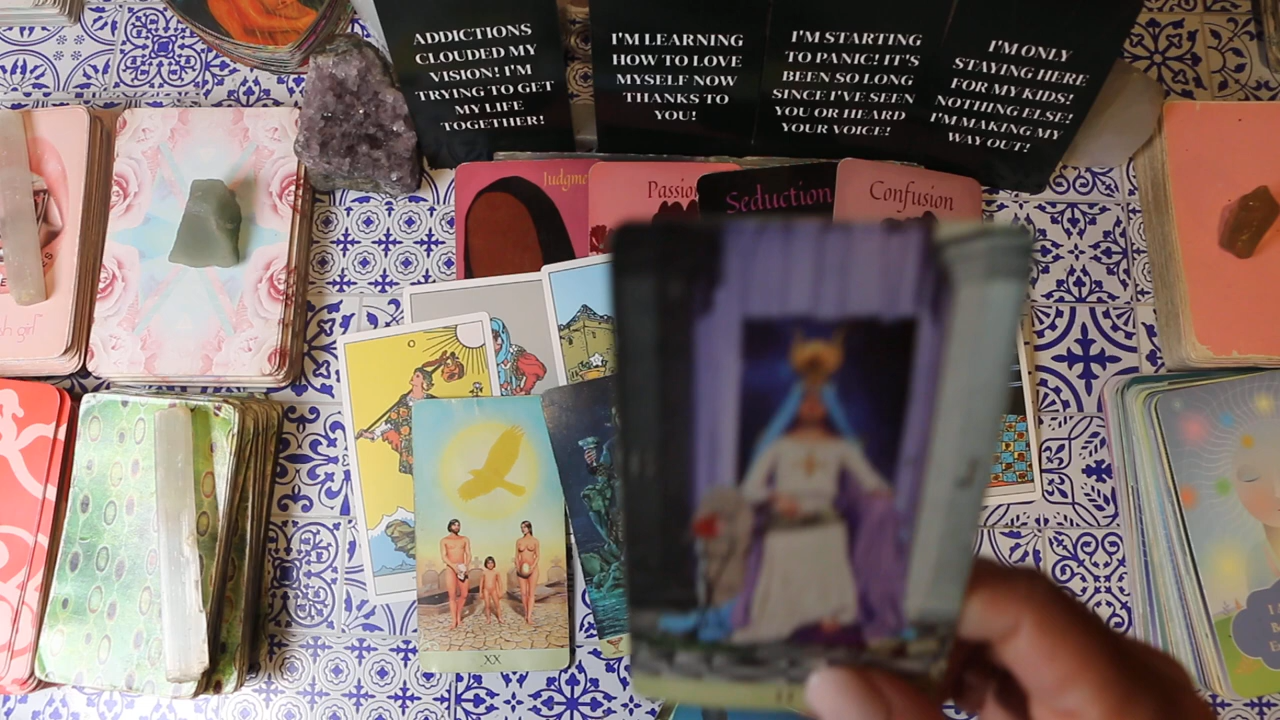 ADDICTIONS
CLOUDED MY
VISION! I'M
TRYING TO GET
MY LIFE
TOGETHER!
I'M LEARNING
HOW TO LOVE
MYSELF NOW
THANKS TO
YOU!
I'M STARTING
TO PANIC! IT'S
BEEN SO LONG
SINCE I'VE SEEN
YOU OR HEARD
YOUR VOICE!
I'M ONLY
STAYING HERE
FOR MY KIDS!
NOTHING ELSE!
I'M MAKING MY
WAY OUT!
Judgme
Passion
Seduction
Confusion
XX